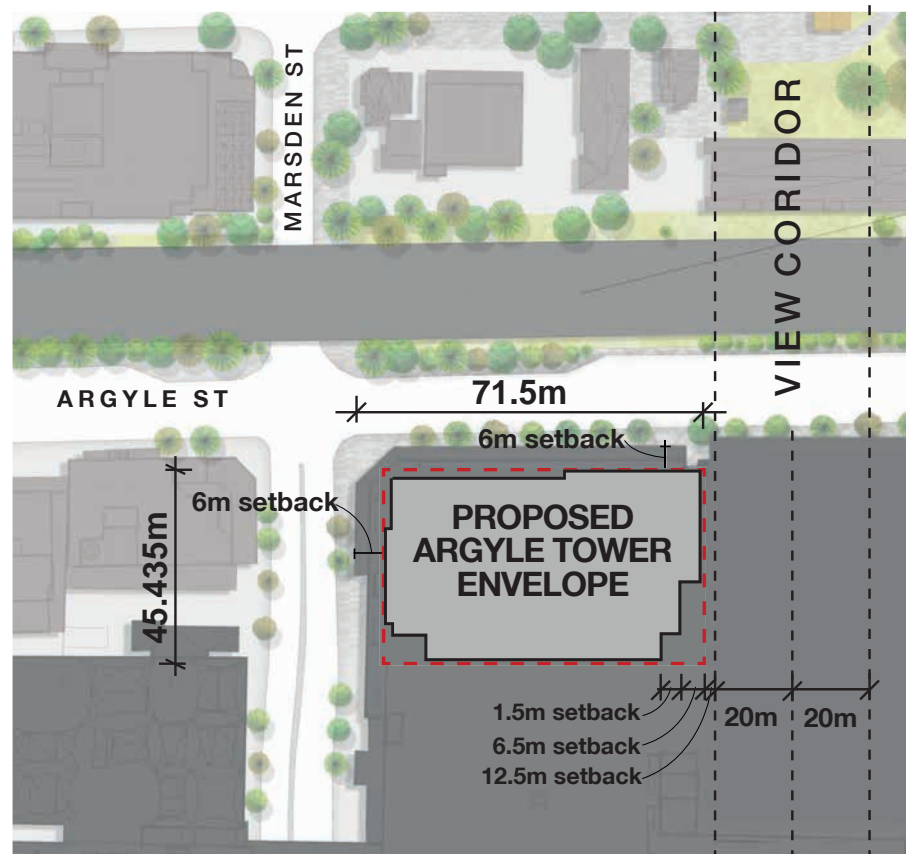 MARSDEN ST
VIEW CORIDOR
ARGYLE ST
71.5m
6m setback
6m setback
45.435m
PROPOSED
ARGYLE TOWER
ENVELOPE
1.5m setback
6.5m setback
12.5m setback
20m
20m